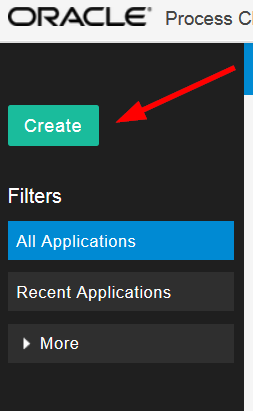 ORACLE Process Cl
Create
Filters
All Applications
Recent Applications
More